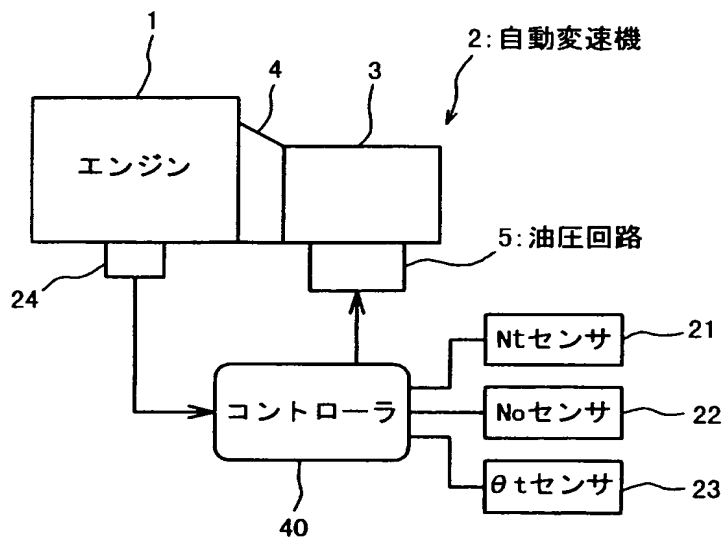 1
2:自動変速機
4
3
エンジン
5:油圧回路
24
Ntセンサ
21
コントローラ
Noセンサ
22
θtセンサ
23
40